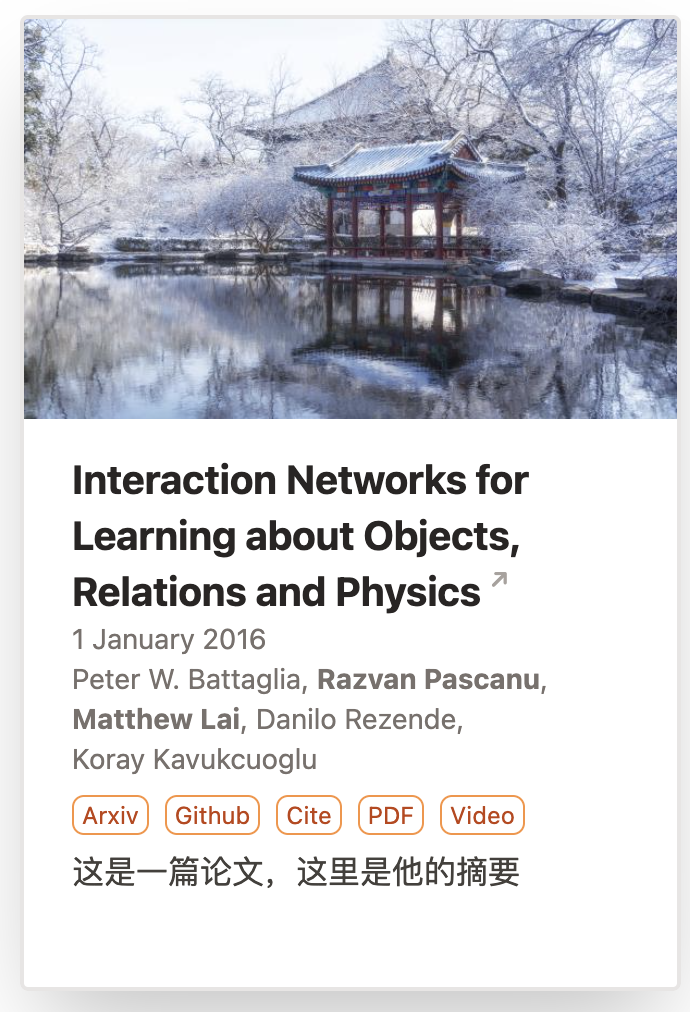 Interaction Networks for
Learning about Objects,
Relations and Physics
1 January 2016
Peter W. Battaglia, Razvan Pascanu,
Matthew Lai, Danilo Rezende,
Koray Kavukcuoglu
Arxiv Github Cite PDF Video
这是一篇论文，这里是他的摘要